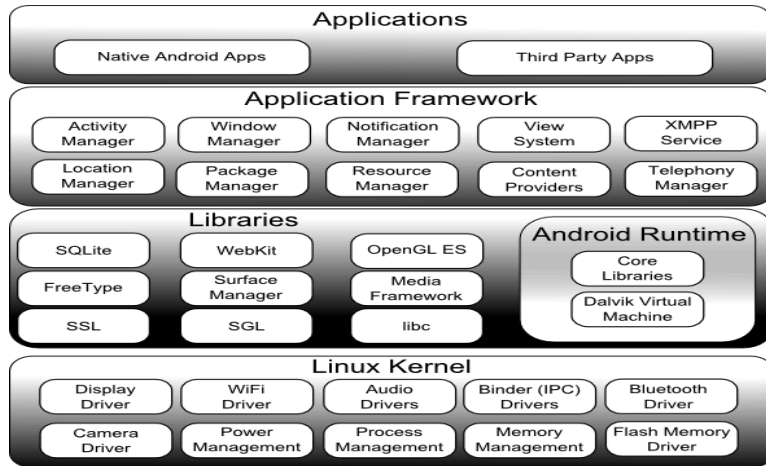 Applications
Native Android Apps
Third Party Apps
Application Framework
Activity
Manager
Window
Manager
Notification
Manager
View
System
XMPP
Service
Location
Manager
Package
Manager
Resource
Manager
Content
Providers
Telephony
Manager
Libraries
SQLite
WebKit
OpenGL ES
FreeType
Surface
Manager
Media
Framework
SSL
SGL
libc
Android Runtime
Core
Libraries
Dalvik Virtual
Machine
Linux Kernel
Display
Driver
WiFi
Driver
Audio
Drivers
Binder (IPC)
Drivers
Bluetooth
Driver
Camera
Driver
Power
Management
Process
Management
Memory
Management
Flash Memory
Driver